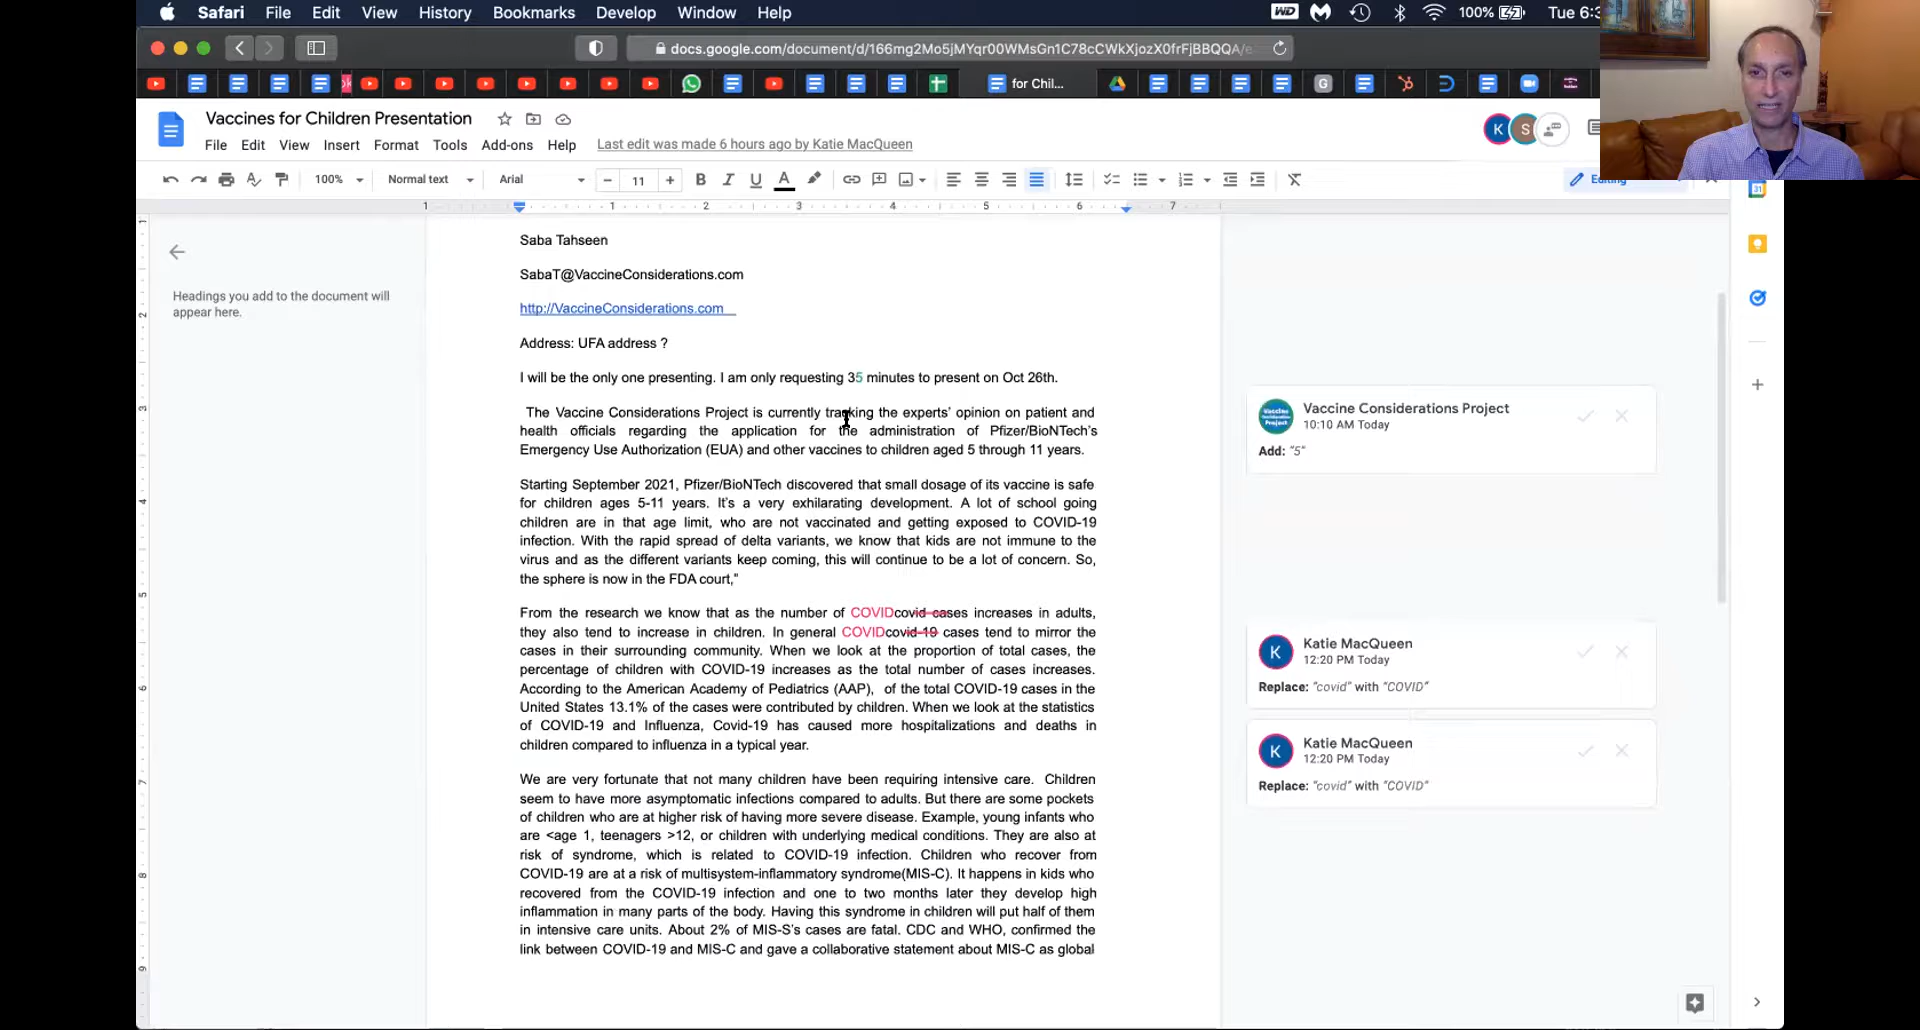 Safari File Edit View History Bookmarks Develop Window Help WD 100% Tue 6:3
docs.google.com/document/d/166mg2Mo5jMYqr00WMsGn1C78cCWkXjozX0frFjBBQQA/e
for Chil... G
Vaccines for Children Presentation
File Edit View Insert Format Tools Add-ons Help Last edit was made 6 hours ago by Katie MacQueen
K S
100% Normal text Arial 11 B I U A Editing
1 1 2 3 4 5 6 7
Headings you add to the document will
appear here.
Saba Tahseen
SabaT@VaccineConsiderations.com
http://VaccineConsiderations.com
Address: UFA address ?
I will be the only one presenting. I am only requesting 35 minutes to present on Oct 26th.
The Vaccine Considerations Project is currently tracking the experts' opinion on patient and
health officials regarding the application for the administration of Pfizer/BioNTech's
Emergency Use Authorization (EUA) and other vaccines to children aged 5 through 11 years.
Starting September 2021, Pfizer/BioNTech discovered that small dosage of its vaccine is safe
for children ages 5-11 years. It's a very exhilarating development. A lot of school going
children are in that age limit, who are not vaccinated and getting exposed to COVID-19
infection. With the rapid spread of delta variants, we know that kids are not immune to the
virus and as the different variants keep coming, this will continue to be a lot of concern. So,
the sphere is now in the FDA court,"
From the research we know that as the number of COVIDcovid cases increases in adults,
they also tend to increase in children. In general COVIDcovid-19 cases tend to mirror the
cases in their surrounding community. When we look at the proportion of total cases, the
percentage of children with COVID-19 increases as the total number of cases increases.
According to the American Academy of Pediatrics (AAP), of the total COVID-19 cases in the
United States 13.1% of the cases were contributed by children. When we look at the statistics
of COVID-19 and Influenza, Covid-19 has caused more hospitalizations and deaths in
children compared to influenza in a typical year.
We are very fortunate that not many children have been requiring intensive care. Children
seem to have more asymptomatic infections compared to adults. But there are some pockets
of children who are at higher risk of having more severe disease. Example, young infants who
are <age 1, teenagers >12, or children with underlying medical conditions. They are also at
risk of syndrome, which is related to COVID-19 infection. Children who recover from
COVID-19 are at a risk of multisystem-inflammatory syndrome(MIS-C). It happens in kids who
recovered from the COVID-19 infection and one to two months later they develop high
inflammation in many parts of the body. Having this syndrome in children will put half of them
in intensive care units. About 2% of MIS-S's cases are fatal. CDC and WHO, confirmed the
link between COVID-19 and MIS-C and gave a collaborative statement about MIS-C as global
Vaccine Considerations Project
10:10 AM Today
Add: "5"
K Katie MacQueen
12:20 PM Today
Replace: "covid" with "COVID"
K Katie MacQueen
12:20 PM Today
Replace: "covid" with "COVID"
1
2
3
4
5
6
7
8
9
31